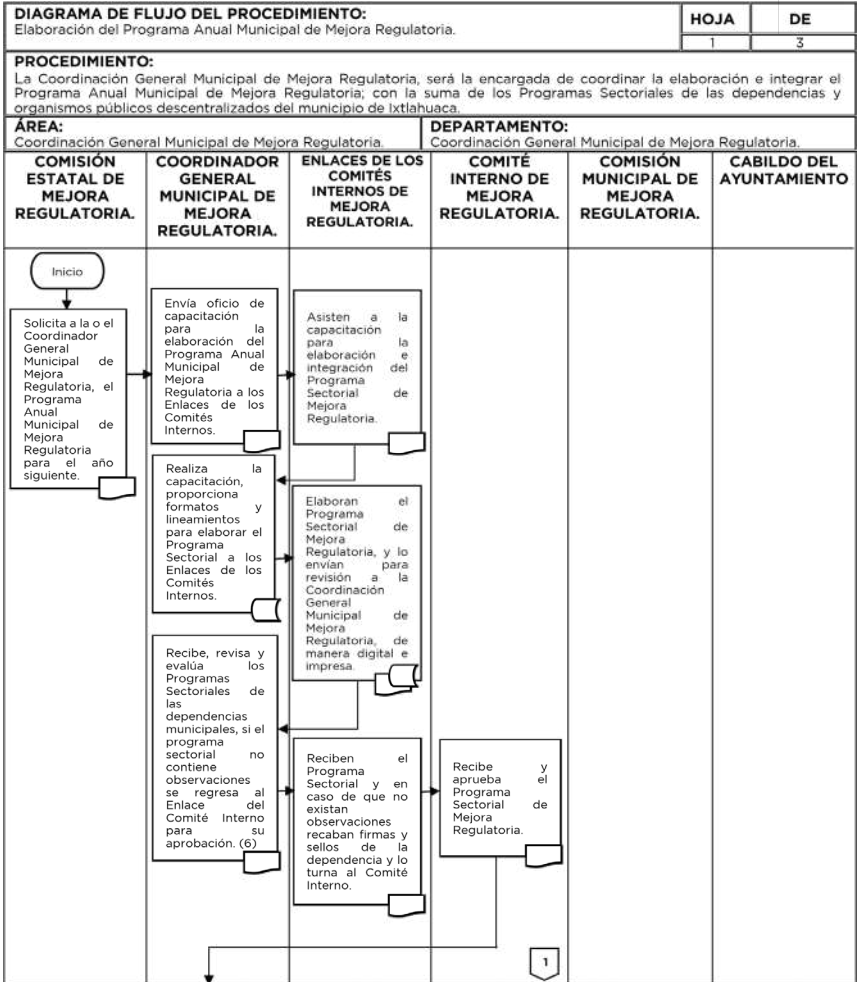 DIAGRAMA DE FLUJO DEL PROCEDIMIENTO:
Elaboración del Programa Anual Municipal de Mejora Regulatoria.
HOJA
DE
1
3
PROCEDIMIENTO:
La Coordinación General Municipal de Mejora Regulatoria, será la encargada de coordinar la elaboración e integrar el
Programa Anual Municipal de Mejora Regulatoria; con la suma de los Programas Sectoriales de las dependencias y
organismos públicos descentralizados del municipio de Ixtlahuaca.
ÁREA:
Coordinación General Municipal de Mejora Regulatoria.
DEPARTAMENTO:
Coordinación General Municipal de Mejora Regulatoria.
COMISIÓN
ESTATAL DE
MEJORA
REGULATORIA.
COORDINADOR
GENERAL
MUNICIPAL DE
MEJORA
REGULATORIA.
ENLACES DE LOS
COMITÉS
INTERNOS DE
MEJORA
REGULATORIA.
COMITÉ
INTERNO DE
MEJORA
REGULATORIA.
COMISIÓN
MUNICIPAL DE
MEJORA
REGULATORIA.
CABILDO DEL
AYUNTAMIENTO
Inicio
Solicita a la o el
Coordinador
General
Municipal de
Mejora
Regulatoria, el
Programa
Anual
Municipal de
Mejora
Regulatoria
para el año
siguiente.
Envía oficio de
capacitación
para la
elaboración del
Programa Anual
Municipal de
Mejora
Regulatoria a los
Enlaces de los
Comités
Internos.
Asisten a la
capacitación
para la
elaboración e
integración del
Programa
Sectorial de
Mejora
Regulatoria.
Realiza la
capacitación,
proporciona
formatos y
lineamientos
para elaborar el
Programa
Sectorial a los
Enlaces de los
Comités
Internos.
Elaboran el
Programa
Sectorial de
Mejora
Regulatoria, y lo
envían para
revisión a la
Coordinación
General
Municipal de
Mejora
Regulatoria, de
manera digital e
impresa.
Recibe, revisa y
evalúa los
Programas
Sectoriales de
las
dependencias
municipales, si el
programa
sectorial no
contiene
observaciones
se regresa al
Enlace del
Comité Interno
para su
aprobación. (6)
Reciben el
Programa
Sectorial y en
caso de que no
existan
observaciones
recaban firmas y
sellos de la
dependencia y lo
turna al Comité
Interno.
Recibe y
aprueba el
Programa
Sectorial de
Mejora
Regulatoria.
1